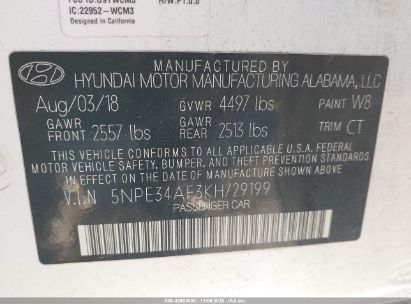 IC:22952-WCM3
Designed in California
MANUFACTURED BY
HYUNDAI MOTOR MANUFACTURING ALABAMA, LLC
Aug/03/18 GVWR 4497 lbs PAINT W8
GAWR FRONT 2557 lbs GAWR REAR 2513 lbs TRIM CT
THIS VEHICLE CONFORMS TO ALL APPLICABLE U.S.A FEDERAL
MOTOR VEHICLE SAFETY, BUMPER, AND THEFT PREVENTION
STANDARDS IN EFFECT ON THE DATE OF MANUFACTURE SHOWN ABOVE.
V.I.N 5NPE34AF3KH729199
PASSENGER CAR